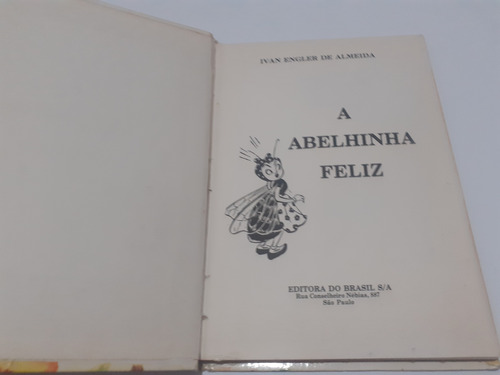 IVAN ENGLER DE ALMEIDA
A
ABELHINHA
FELIZ
EDITORA DO BRASIL S/A
Rua Conselheiro Nébias, 887
São Paulo